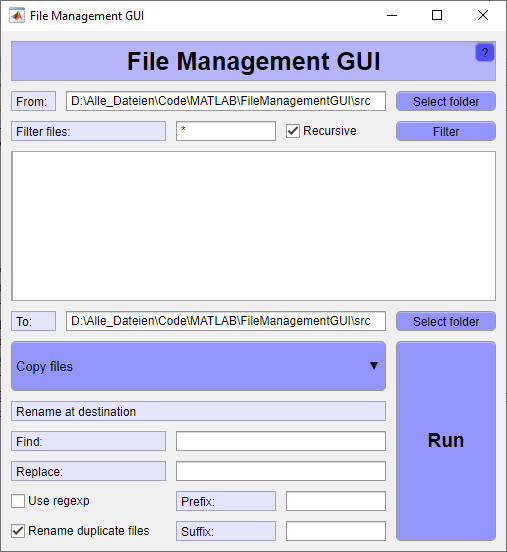 File Management GUI
File Management GUI
?
From: D:\Alle_Dateien\Code\MATLAB\FileManagementGUI\src Select folder
Filter files: * Recursive Filter
To: D:\Alle_Dateien\Code\MATLAB\FileManagementGUI\src Select folder
Copy files
Run
Rename at destination
Find:
Replace:
Use regexp Prefix:
Rename duplicate files Suffix: